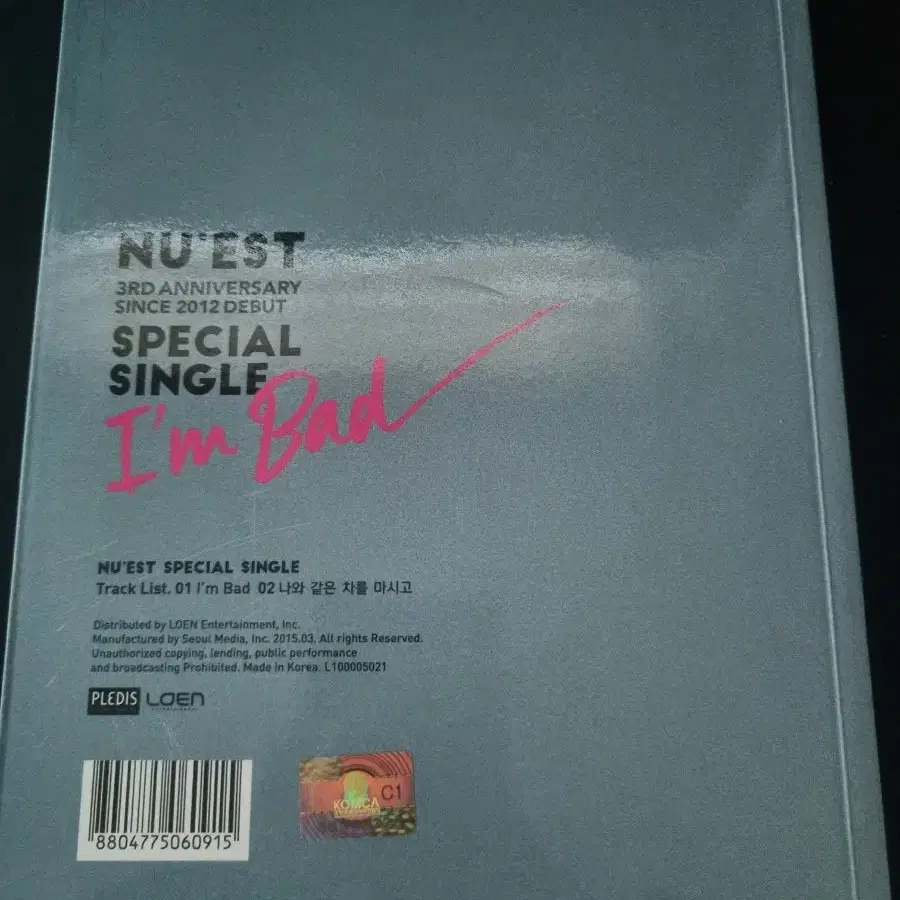 NU'EST
3RD ANNIVERSARY
SINCE 2012 DEBUT
SPECIAL
SINGLE
I'm Bad
NU'EST SPECIAL SINGLE
Track List. 01 I'm Bad 02 나와 같은 차를 마시고
Distributed by LOEN Entertainment, Inc.
Manufactured by Seoul Media, Inc. 2015.03. All rights Reserved.
Unauthorized copying, lending, public performance
and broadcasting Prohibited. Made in Korea. L100005021
PLEDIS LOEN
KOMCA C1
8804775060915